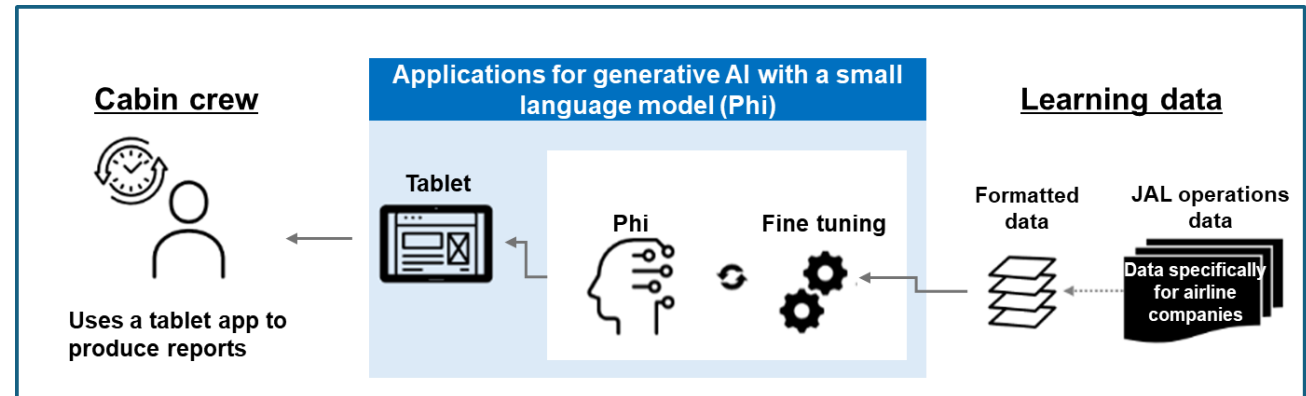 Applications for generative AI with a small
language model (Phi)
Cabin crew
Learning data
Tablet
Formatted
data
JAL operations
data
Phi
Fine tuning
Data specifically
for airline
companies
Uses a tablet app to
produce reports